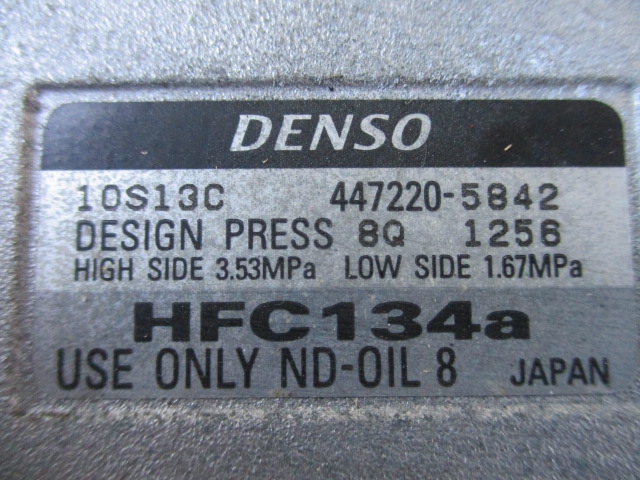 DENSO
10S13C 447220-5842
DESIGN PRESS 8Q 1256
HIGH SIDE 3.53MPa LOW SIDE 1.67MPa
HFC134a
USE ONLY ND-OIL 8 JAPAN